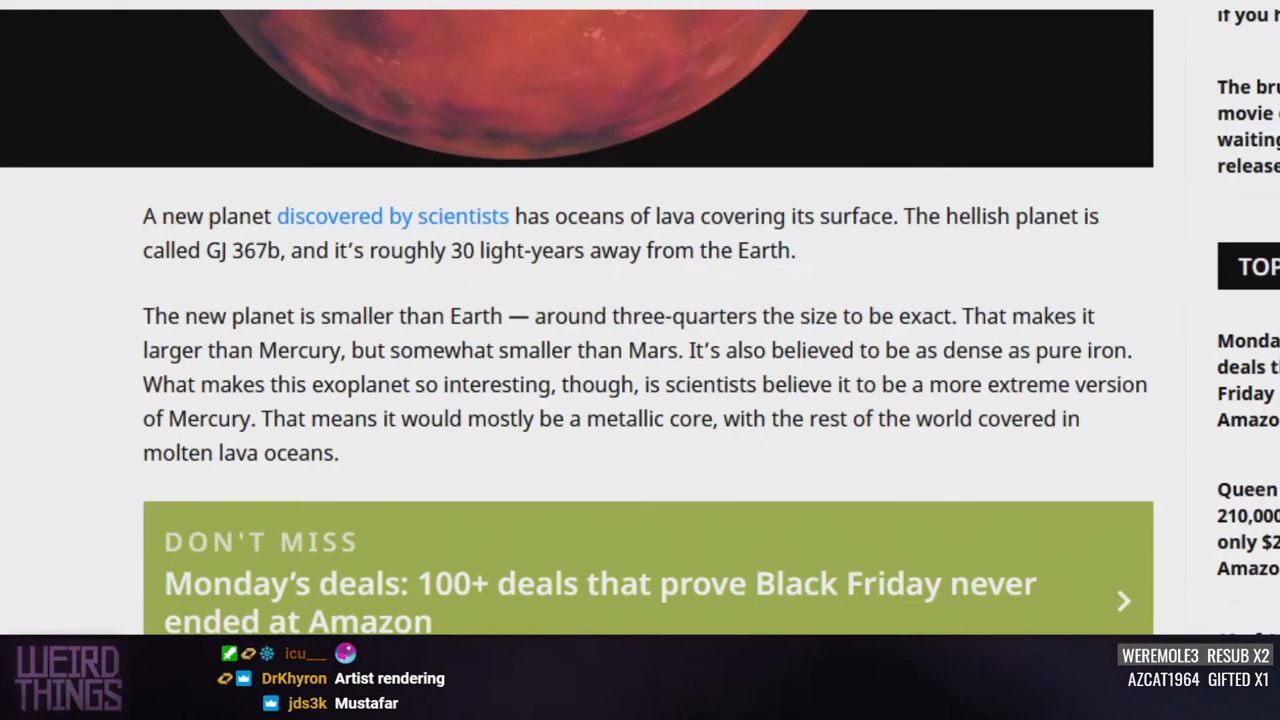 if you h
The bru
movie
waiting
release
A new planet discovered by scientists has oceans of lava covering its surface. The hellish planet is
called GJ 367b, and it’s roughly 30 light-years away from the Earth.
The new planet is smaller than Earth — around three-quarters the size to be exact. That makes it
larger than Mercury, but somewhat smaller than Mars. It’s also believed to be as dense as pure iron.
What makes this exoplanet so interesting, though, is scientists believe it to be a more extreme version
of Mercury. That means it would mostly be a metallic core, with the rest of the world covered in
molten lava oceans.
TOP
Monda
deals t
Friday
Amazo
Queen
210,000
only $2
Amazo
DON'T MISS
Monday’s deals: 100+ deals that prove Black Friday never
ended at Amazon
WEIRD
THINGS
icu___
DrKhyron Artist rendering
jds3k Mustafar
WEREMOLE3 RESUB X2
AZCAT1964 GIFTED X1